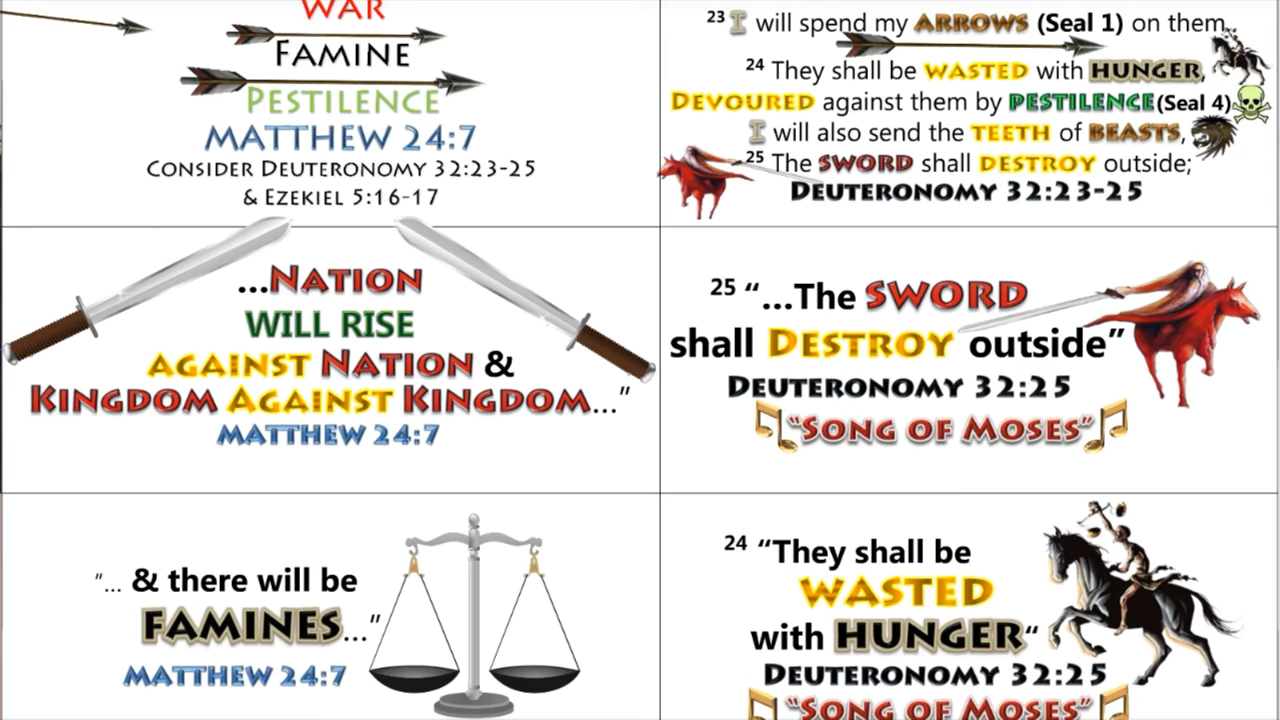 WAR
FAMINE
PESTILENCE
MATTHEW 24:7
CONSIDER DEUTERONOMY 32:23-25
& EZEKIEL 5:16-17
23 I will spend my ARROWS (Seal 1) on them.
24 They shall be WASTED with HUNGER,
DEVOURED against them by PESTILENCE (Seal 4)
I will also send the TEETH of BEASTS,
25 The SWORD shall DESTROY outside;
DEUTERONOMY 32:23-25
...NATION
WILL RISE
AGAINST NATION &
KINGDOM AGAINST KINGDOM..."
MATTHEW 24:7
25 “...The SWORD
shall DESTROY outside”
DEUTERONOMY 32:25
“SONG OF MOSES”
"... & there will be
FAMINES..."
MATTHEW 24:7
24 “They shall be
WASTED
with HUNGER“
DEUTERONOMY 32:25
“SONG OF MOSES”